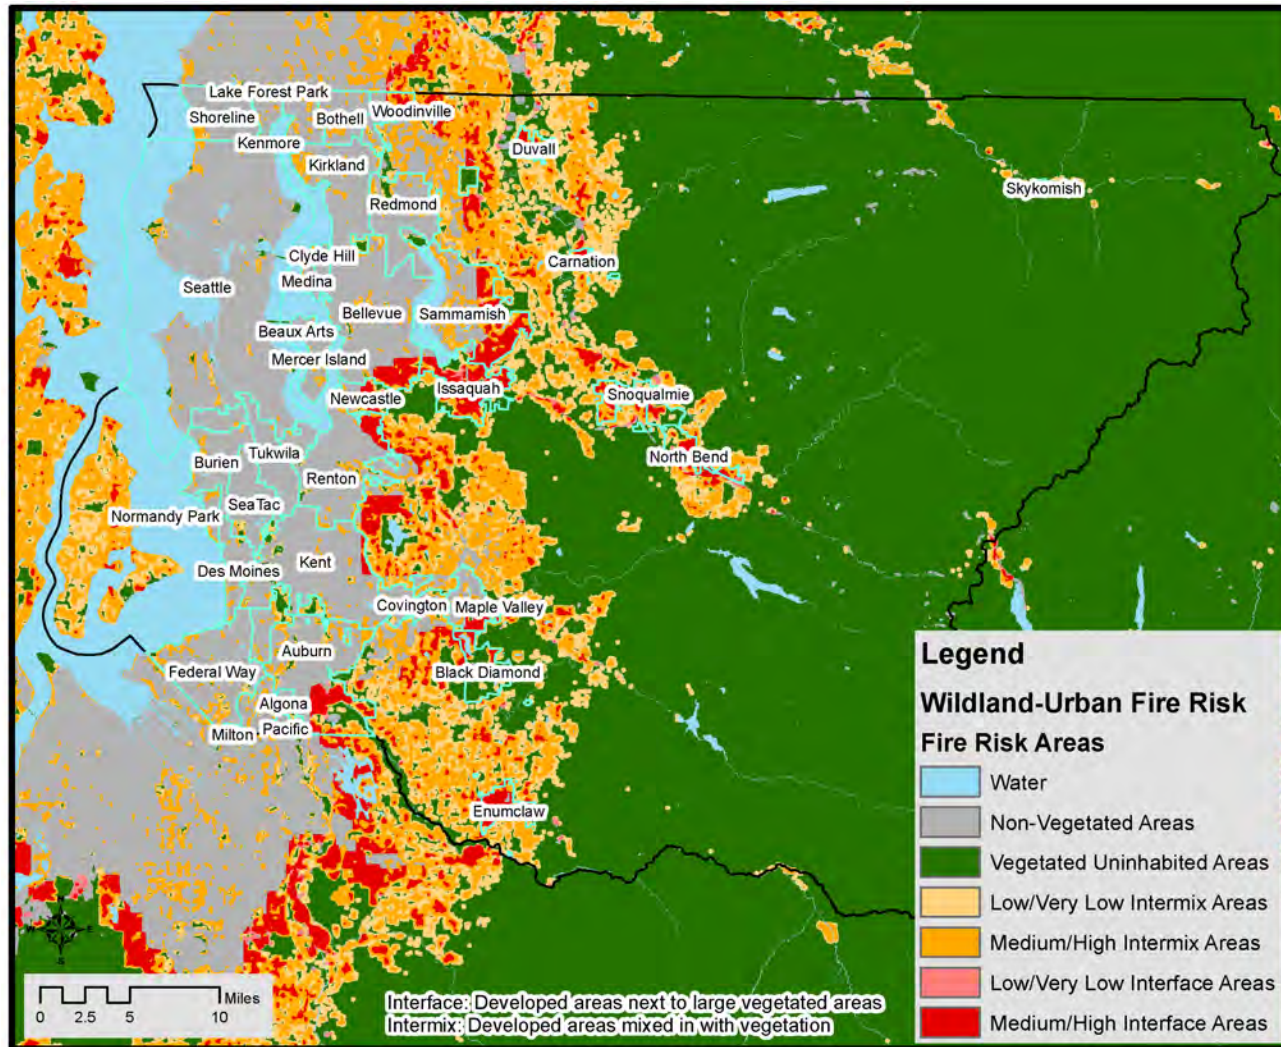 Lake Forest Park
Shoreline
Bothell
Woodinville
Kenmore
Duvall
Kirkland
Skykomish
Redmond
Clyde Hill
Carnation
Medina
Seattle
Bellevue
Sammamish
Beaux Arts
Mercer Island
Issaquah
Snoqualmie
Newcastle
Tukwila
North Bend
Burien
Renton
SeaTac
Normandy Park
Kent
Des Moines
Covington
Maple Valley
Auburn
Federal Way
Black Diamond
Algona
Pacific
Milton
Enumclaw
Legend
Wildland-Urban Fire Risk
Fire Risk Areas
Water
Non-Vegetated Areas
Vegetated Uninhabited Areas
Low/Very Low Intermix Areas
Medium/High Intermix Areas
Low/Very Low Interface Areas
Medium/High Interface Areas
N
W E
S
Miles
0 2.5 5 10
Interface: Developed areas next to large vegetated areas
Intermix: Developed areas mixed in with vegetation